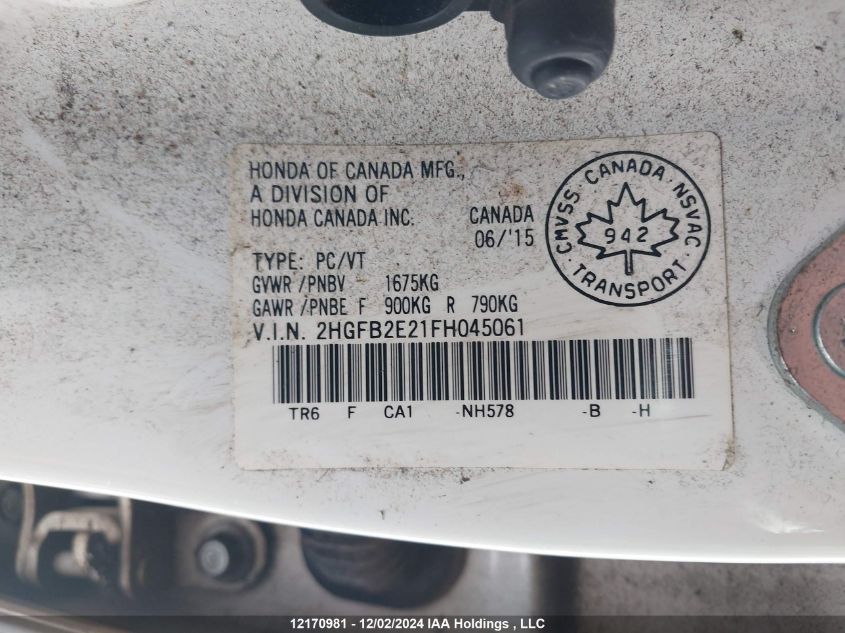 HONDA OF CANADA MFG.,
A DIVISION OF
HONDA CANADA INC. CANADA
06/'15
TYPE: PC/VT
GVWR /PNBV 1675KG
GAWR /PNBE F 900KG R 790KG
V.I.N. 2HGFB2E21FH045061
TR6 F CA1 -NH578 -B -H
CMVSS · CANADA · NSVAC
942
· TRANSPORT ·
12170981 - 12/02/2024 IAA Holdings , LLC